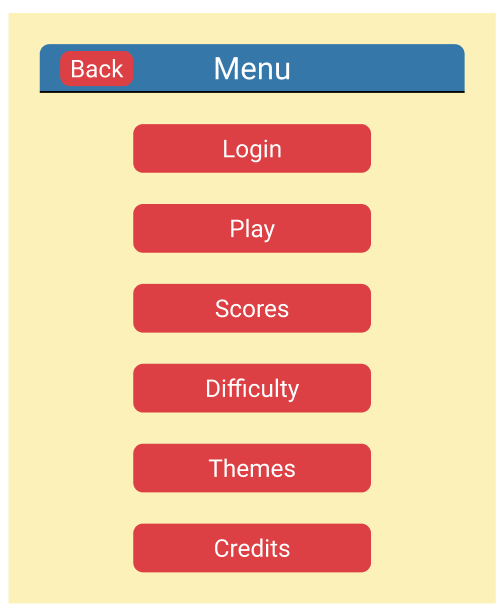 Back Menu
Login
Play
Scores
Difficulty
Themes
Credits